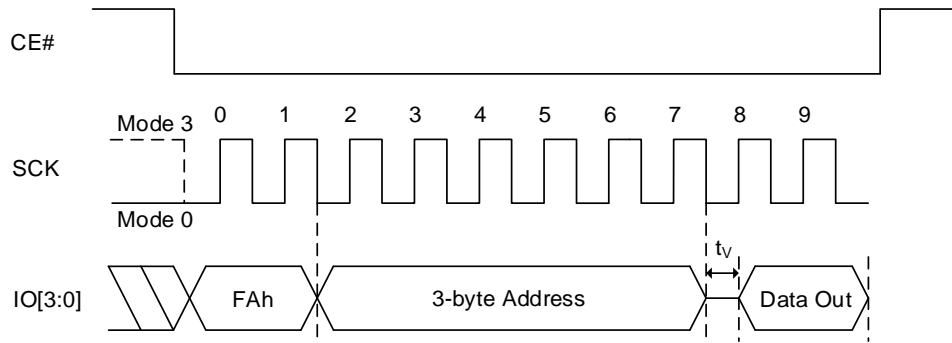 CE#
0 1 2 3 4 5 6 7 8 9
Mode 3
SCK
Mode 0
tV
IO[3:0]
FAh
3-byte Address
Data Out